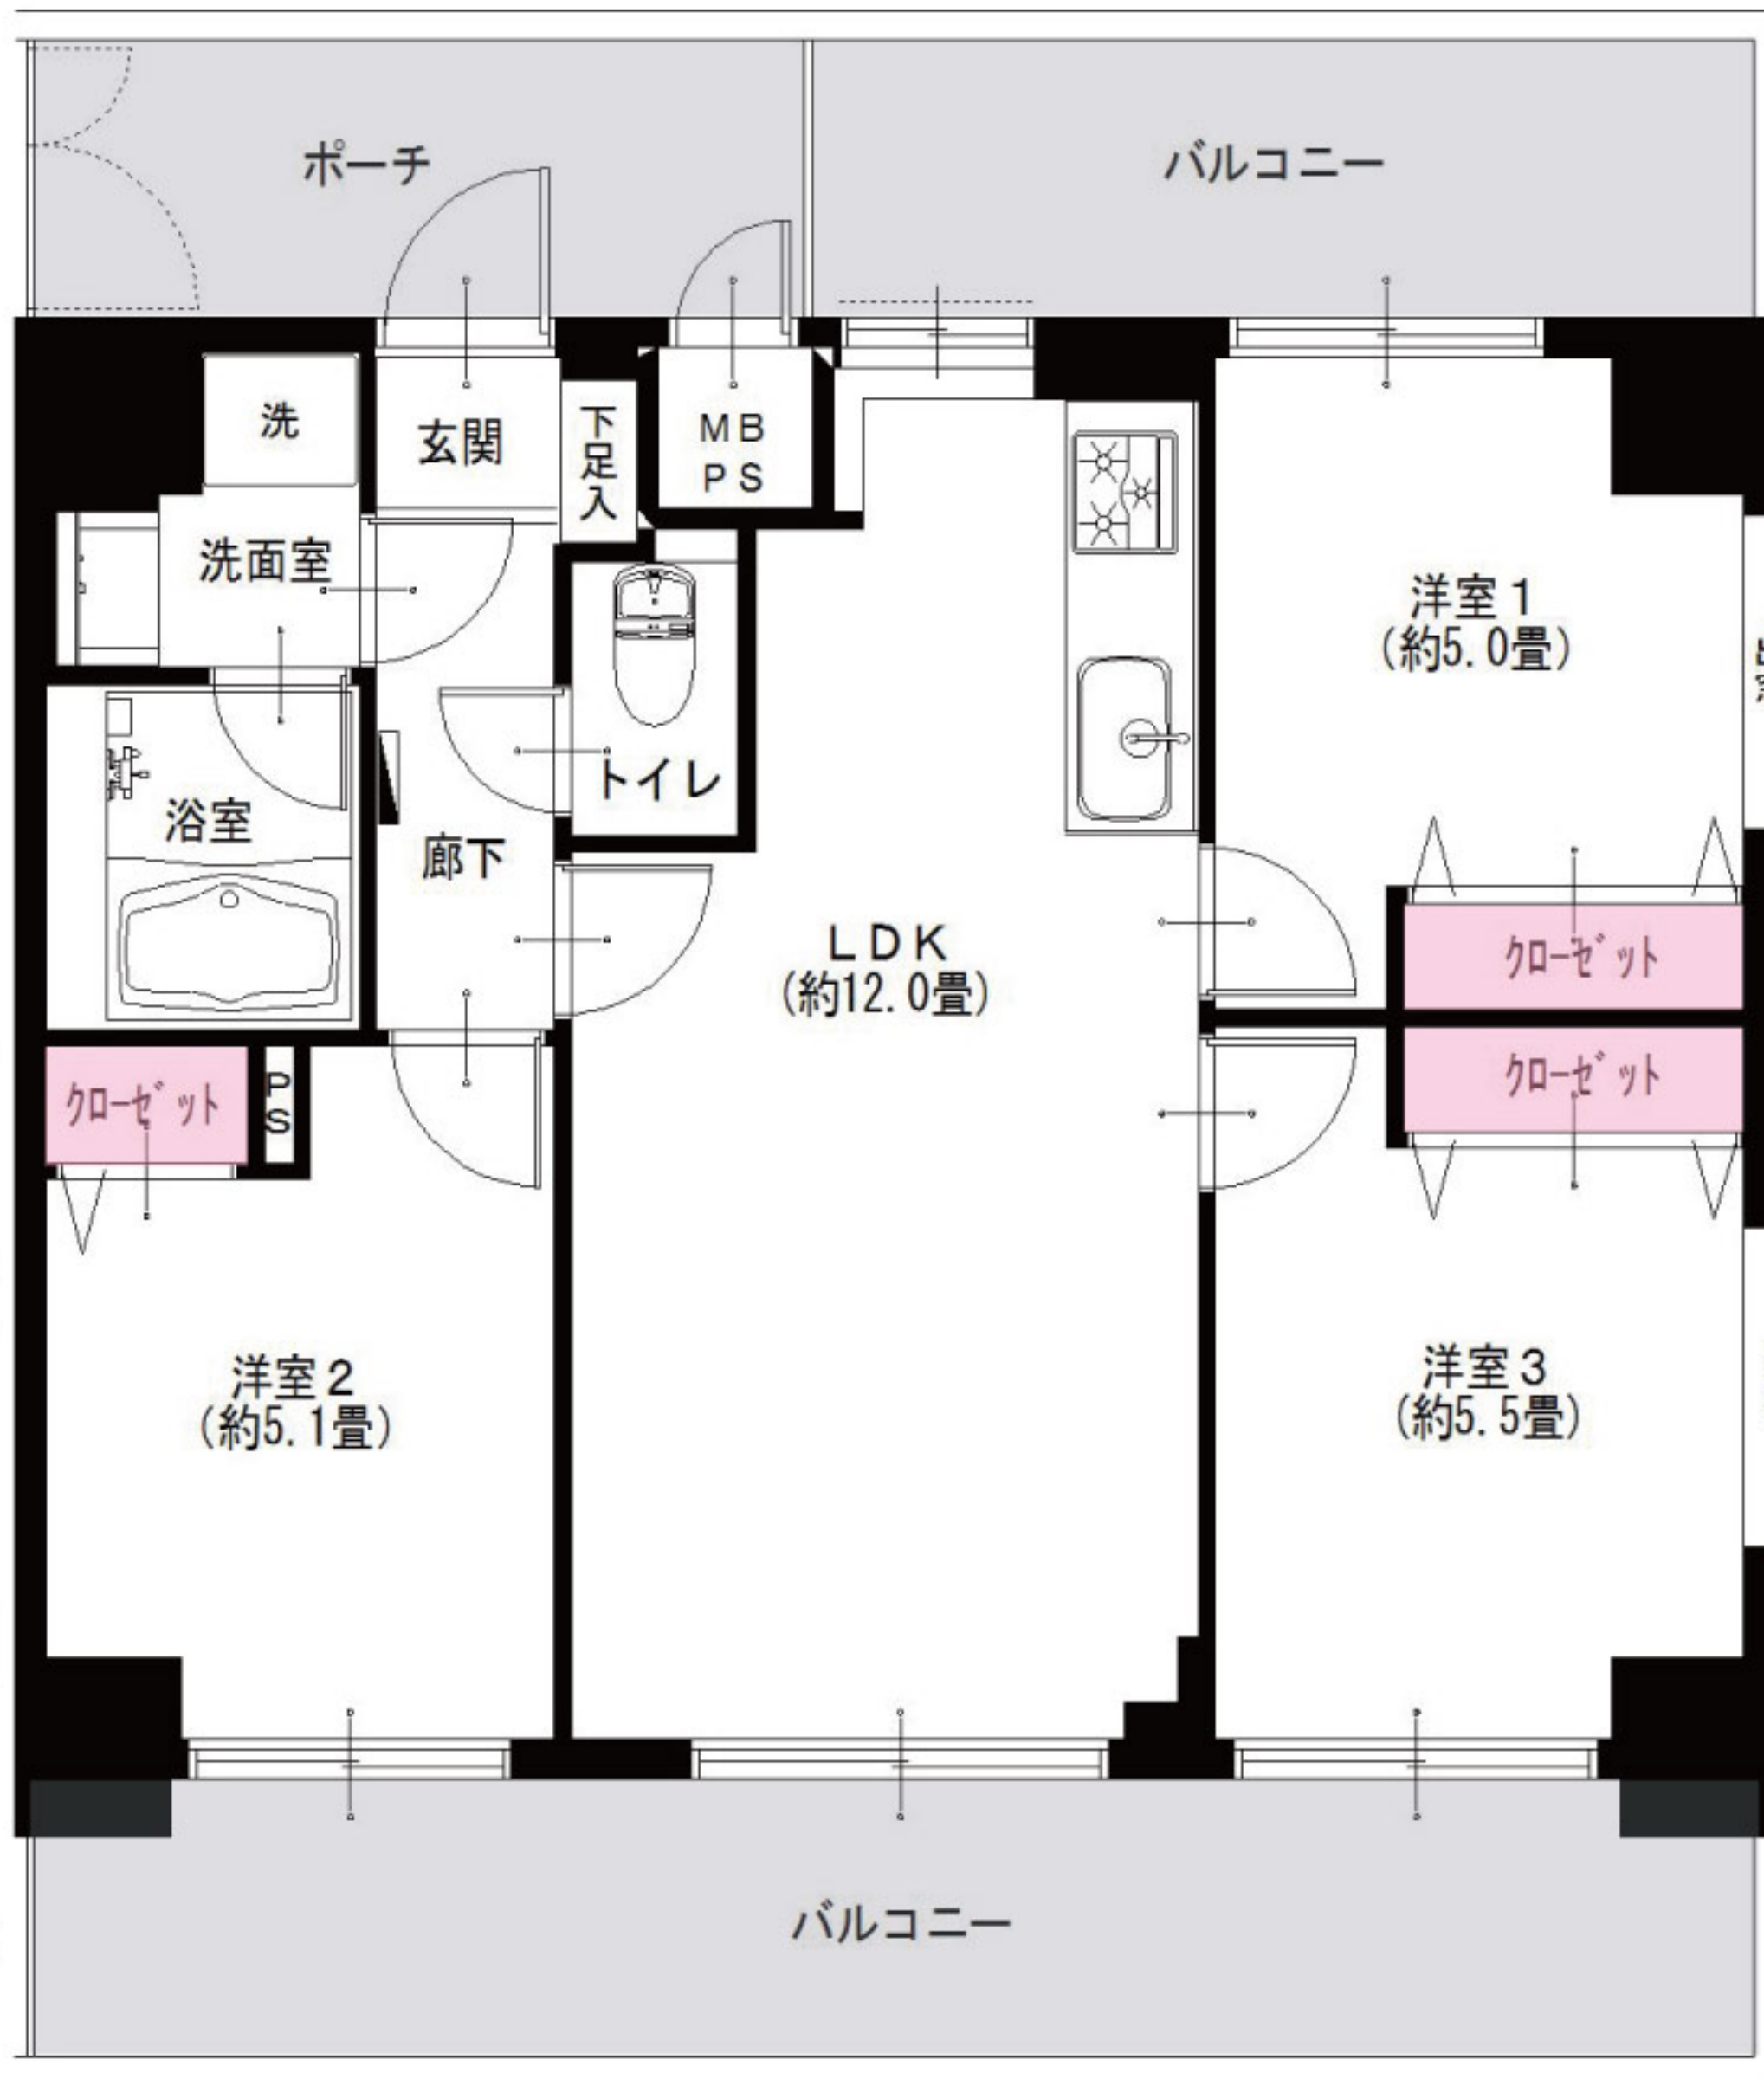 ポーチ
バルコニー
洗
玄関
下足入
MB
PS
洗面室
洋室1
(約5.0畳)
トイレ
浴室
廊下
LDK
(約12.0畳)
クローゼット
クローゼット
クローゼット
PS
洋室2
(約5.1畳)
洋室3
(約5.5畳)
バルコニー